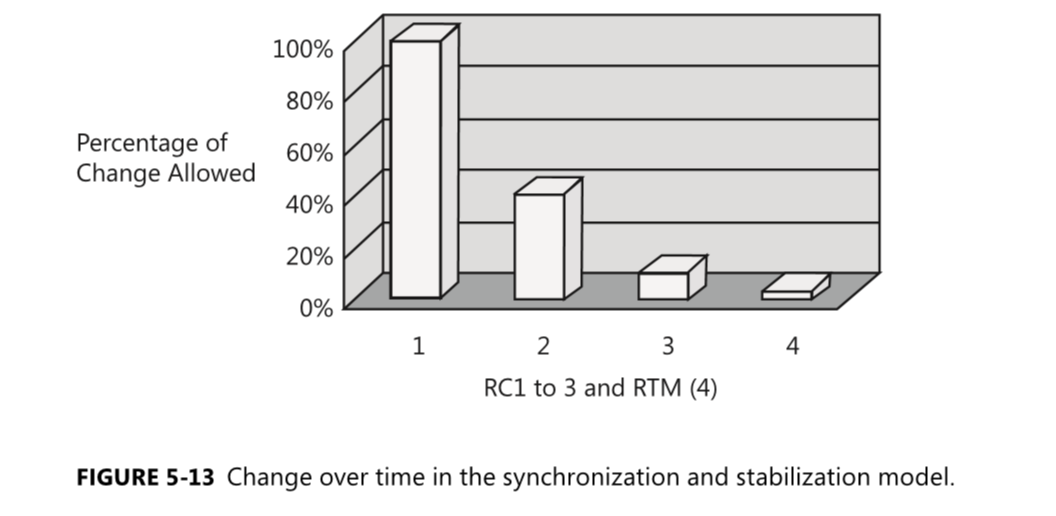 100%
80%
Percentage of
Change Allowed
60%
40%
20%
0%
1 2 3 4
RC1 to 3 and RTM (4)
FIGURE 5-13 Change over time in the synchronization and stabilization model.